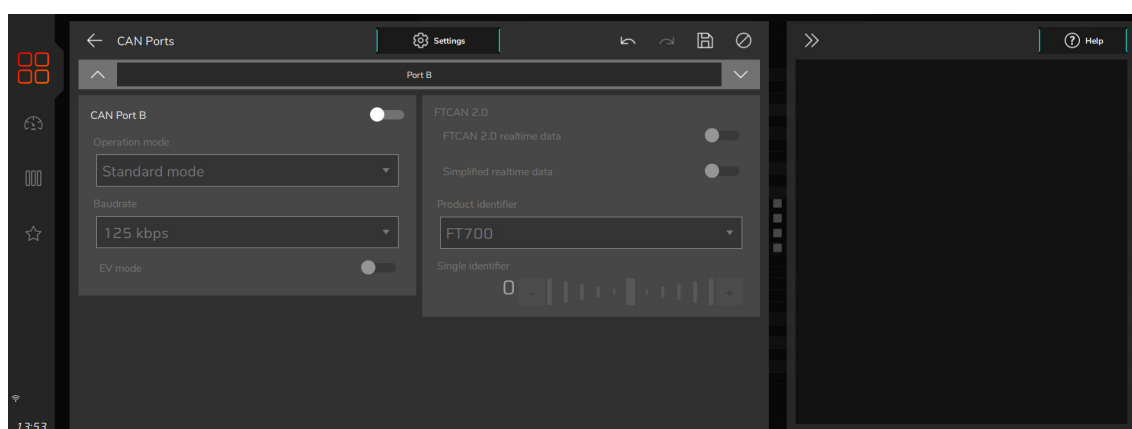 CAN Ports
Settings
Help
Port B
CAN Port B
Operation mode
Standard mode
Baudrate
125 kbps
EV mode
FTCAN 2.0
FTCAN 2.0 realtime data
Simplified realtime data
Product identifier
FT700
Single identifier
0 - +
13:53